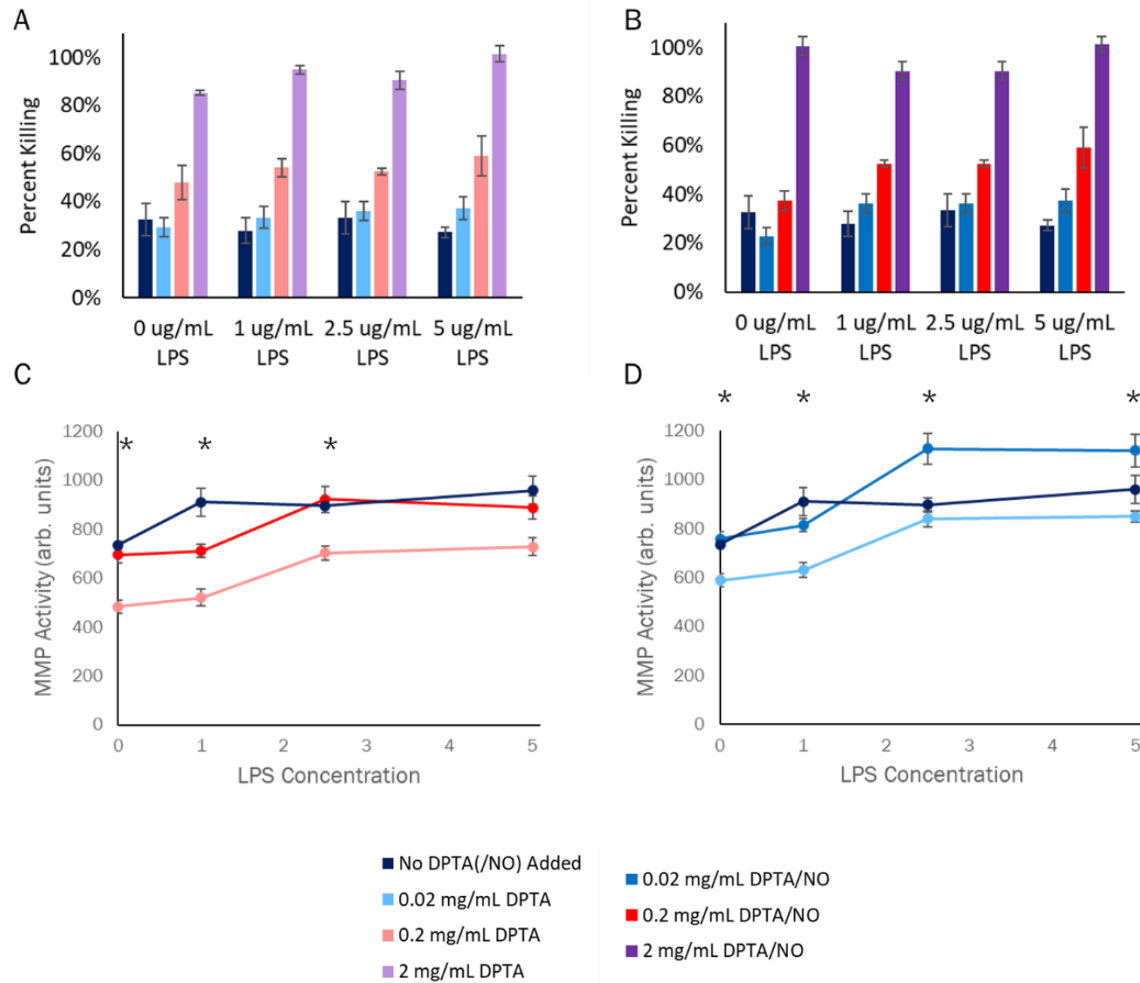 A
Percent Killing
100%
80%
60%
40%
20%
0%
0 ug/mL LPS
1 ug/mL LPS
2.5 ug/mL LPS
5 ug/mL LPS
B
Percent Killing
100%
80%
60%
40%
20%
0%
0 ug/mL LPS
1 ug/mL LPS
2.5 ug/mL LPS
5 ug/mL LPS
C
MMP Activity (arb. units)
1200
1000
800
600
400
200
0
* * *
0 1 2 3 4 5
LPS Concentration
D
MMP Activity (arb. units)
1200
1000
800
600
400
200
0
* * * *
0 1 2 3 4 5
LPS Concentration
No DPTA(/NO) Added
0.02 mg/mL DPTA
0.2 mg/mL DPTA
2 mg/mL DPTA
0.02 mg/mL DPTA/NO
0.2 mg/mL DPTA/NO
2 mg/mL DPTA/NO